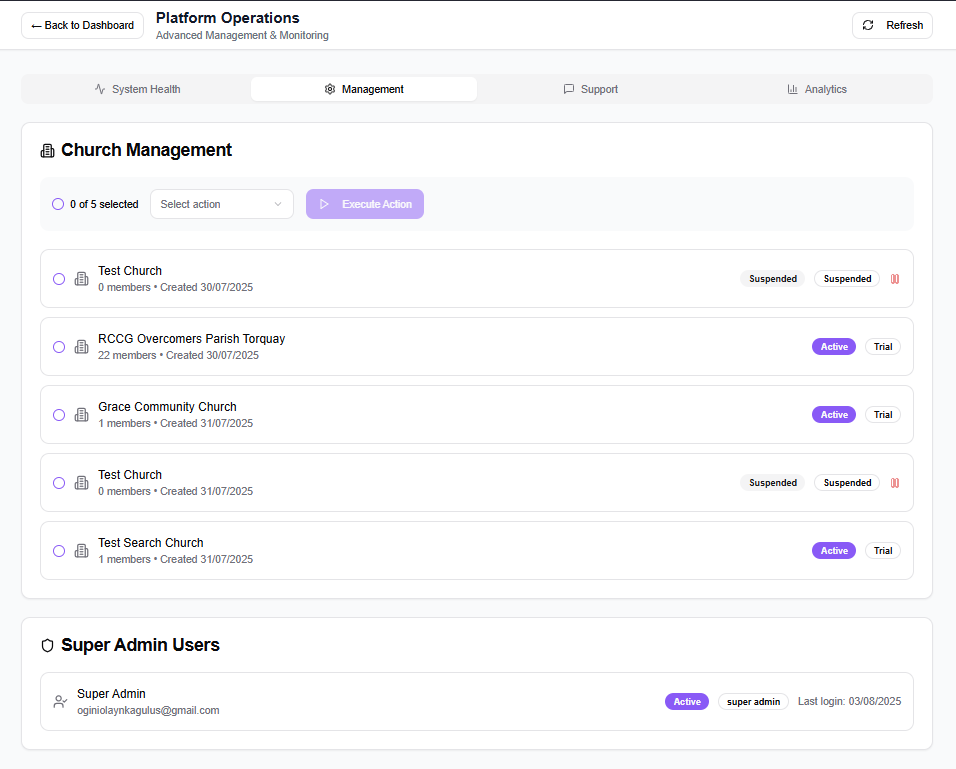 ← Back to Dashboard
Platform Operations
Advanced Management & Monitoring
Refresh
System Health
Management
Support
Analytics
Church Management
0 of 5 selected
Select action
Execute Action
Test Church
0 members • Created 30/07/2025
Suspended
Suspended
RCCG Overcomers Parish Torquay
22 members • Created 30/07/2025
Active
Trial
Grace Community Church
1 members • Created 31/07/2025
Active
Trial
Test Church
0 members • Created 31/07/2025
Suspended
Suspended
Test Search Church
1 members • Created 31/07/2025
Active
Trial
Super Admin Users
Super Admin
oginiolaynkagulus@gmail.com
Active
super admin
Last login: 03/08/2025